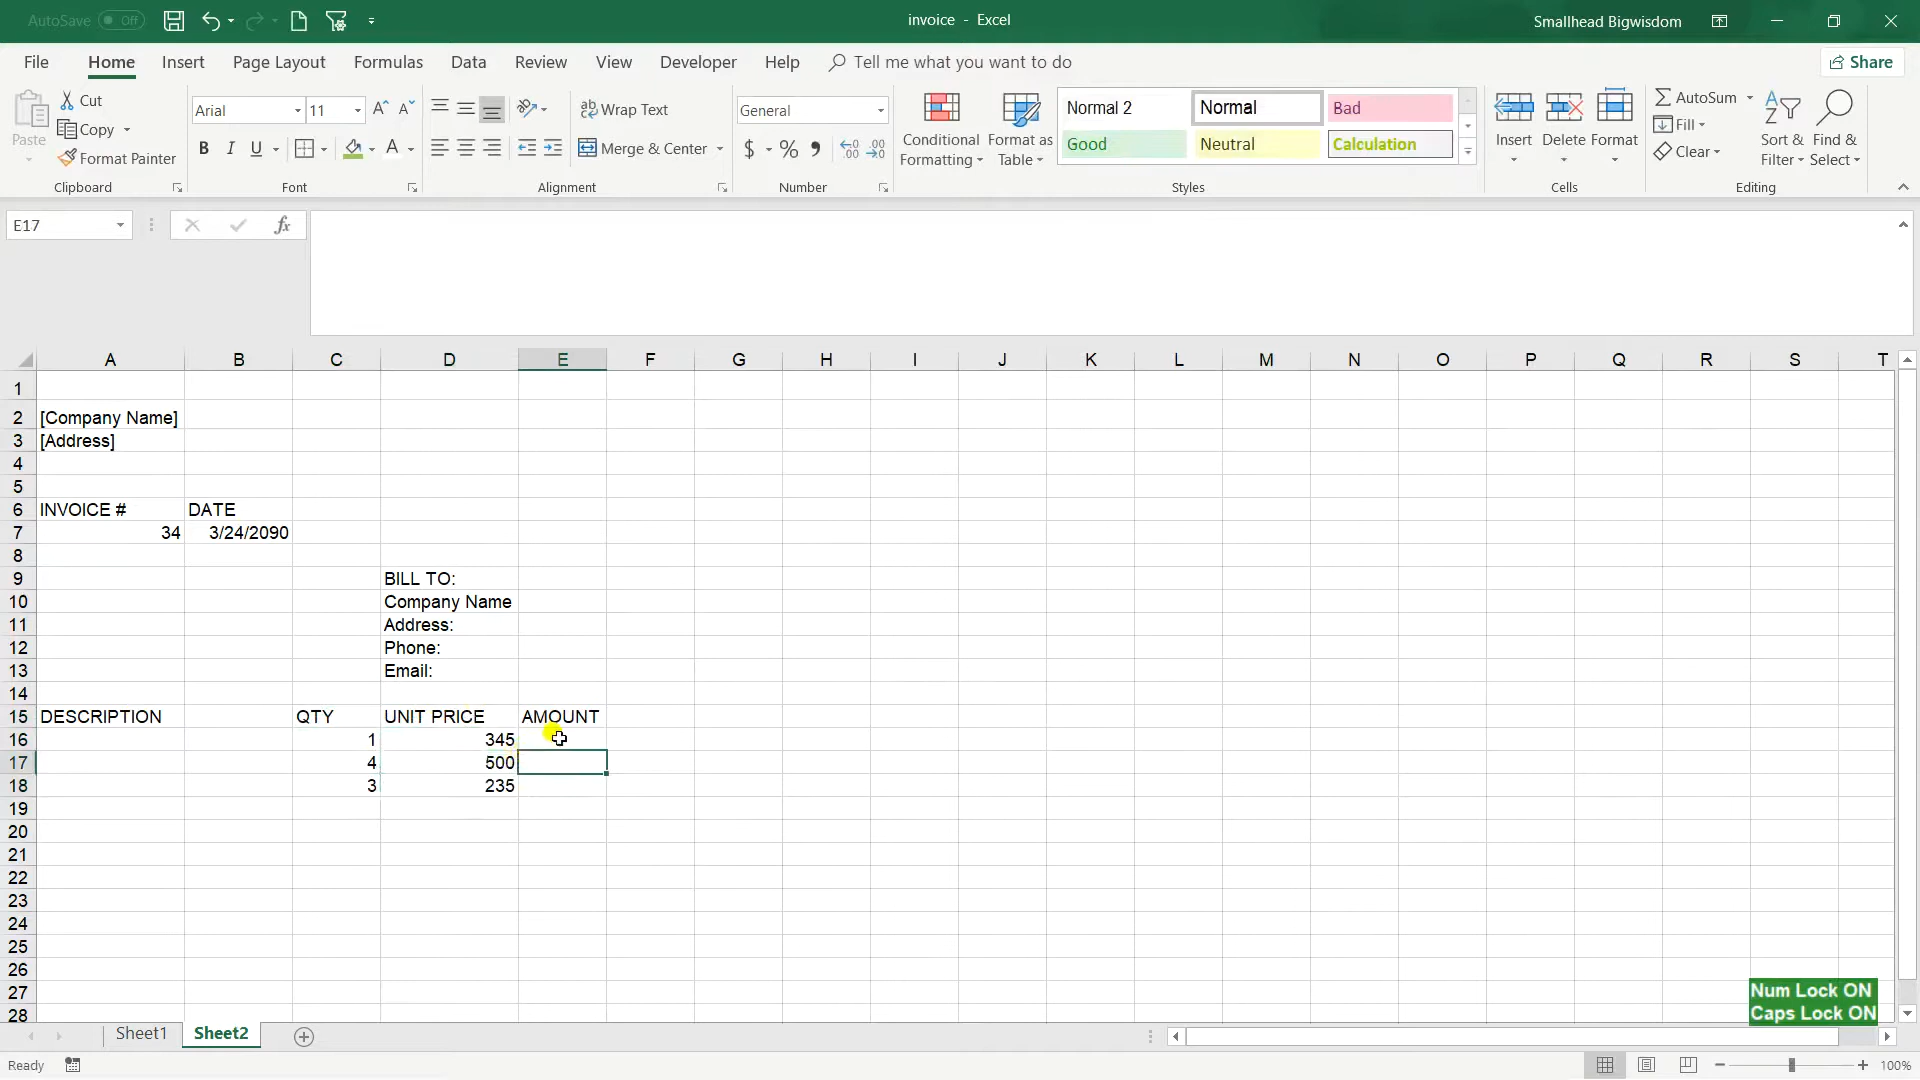 AutoSave Off
invoice - Excel
Smallhead Bigwisdom
File Home Insert Page Layout Formulas Data Review View Developer Help Tell me what you want to do Share
Paste
Cut
Copy
Format Painter
Clipboard
Arial 11
B I U
Font
Wrap Text
Merge & Center
Alignment
General
$ % ,
Number
Conditional Formatting
Format as Table
Normal 2 Normal Bad
Good Neutral Calculation
Styles
Insert Delete Format
Cells
AutoSum
Fill
Clear
Sort & Filter
Find & Select
Editing
E17 fx
A B C D E F G H I J K L M N O P Q R S T
1
2 [Company Name]
3 [Address]
4
5
6 INVOICE # DATE
7 34 3/24/2090
8
9 BILL TO:
10 Company Name
11 Address:
12 Phone:
13 Email:
14
15 DESCRIPTION QTY UNIT PRICE AMOUNT
16 1 345
17 4 500
18 3 235
19
20
21
22
23
24
25
26
27
28
Num Lock ON
Caps Lock ON
Sheet1 Sheet2
Ready
100%